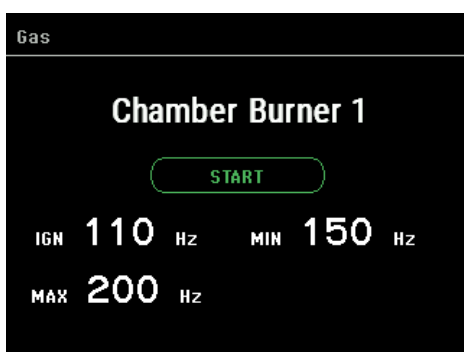 Gas
Chamber Burner 1
START
IGN 110 Hz MIN 150 Hz
MAX 200 Hz